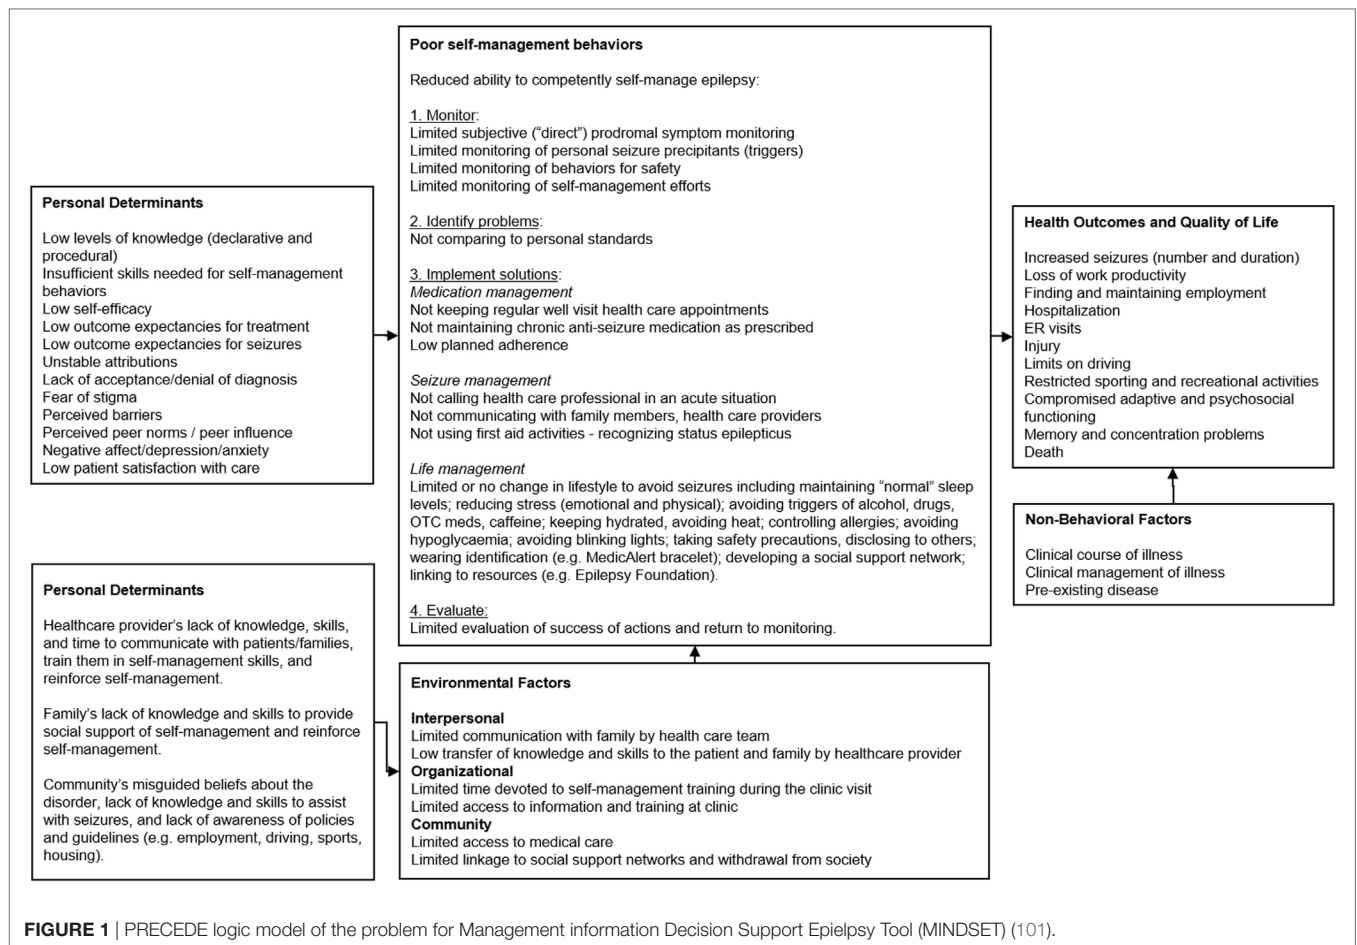 Poor self-management behaviors
Reduced ability to competently self-manage epilepsy:
1. Monitor:
Limited subjective (“direct”) prodromal symptom monitoring
Limited monitoring of personal seizure precipitants (triggers)
Limited monitoring of behaviors for safety
Limited monitoring of self-management efforts
2. Identify problems:
Not comparing to personal standards
3. Implement solutions:
Medication management
Not keeping regular well visit health care appointments
Not maintaining chronic anti-seizure medication as prescribed
Low planned adherence
Seizure management
Not calling health care professional in an acute situation
Not communicating with family members, health care providers
Not using first aid activities - recognizing status epilepticus
Life management
Limited or no change in lifestyle to avoid seizures including maintaining “normal” sleep
levels; reducing stress (emotional and physical); avoiding triggers of alcohol, drugs,
OTC meds, caffeine; keeping hydrated, avoiding heat; controlling allergies; avoiding
hypoglycaemia; avoiding blinking lights; taking safety precautions, disclosing to others;
wearing identification (e.g. MedicAlert bracelet); developing a social support network;
linking to resources (e.g. Epilepsy Foundation).
4. Evaluate:
Limited evaluation of success of actions and return to monitoring.
Personal Determinants
Low levels of knowledge (declarative and
procedural)
Insufficient skills needed for self-management
behaviors
Low self-efficacy
Low outcome expectancies for treatment
Low outcome expectancies for seizures
Unstable attributions
Lack of acceptance/denial of diagnosis
Fear of stigma
Perceived barriers
Perceived peer norms / peer influence
Negative affect/depression/anxiety
Low patient satisfaction with care
Health Outcomes and Quality of Life
Increased seizures (number and duration)
Loss of work productivity
Finding and maintaining employment
Hospitalization
ER visits
Injury
Limits on driving
Restricted sporting and recreational activities
Compromised adaptive and psychosocial
functioning
Memory and concentration problems
Death
Non-Behavioral Factors
Clinical course of illness
Clinical management of illness
Pre-existing disease
Personal Determinants
Healthcare provider’s lack of knowledge, skills,
and time to communicate with patients/families,
train them in self-management skills, and
reinforce self-management.
Family’s lack of knowledge and skills to provide
social support of self-management and reinforce
self-management.
Community’s misguided beliefs about the
disorder, lack of knowledge and skills to assist
with seizures, and lack of awareness of policies
and guidelines (e.g. employment, driving, sports,
housing).
Environmental Factors
Interpersonal
Limited communication with family by health care team
Low transfer of knowledge and skills to the patient and family by healthcare provider
Organizational
Limited time devoted to self-management training during the clinic visit
Limited access to information and training at clinic
Community
Limited access to medical care
Limited linkage to social support networks and withdrawal from society
FIGURE 1 | PRECEDE logic model of the problem for Management information Decision Support Epielpsy Tool (MINDSET) (101).